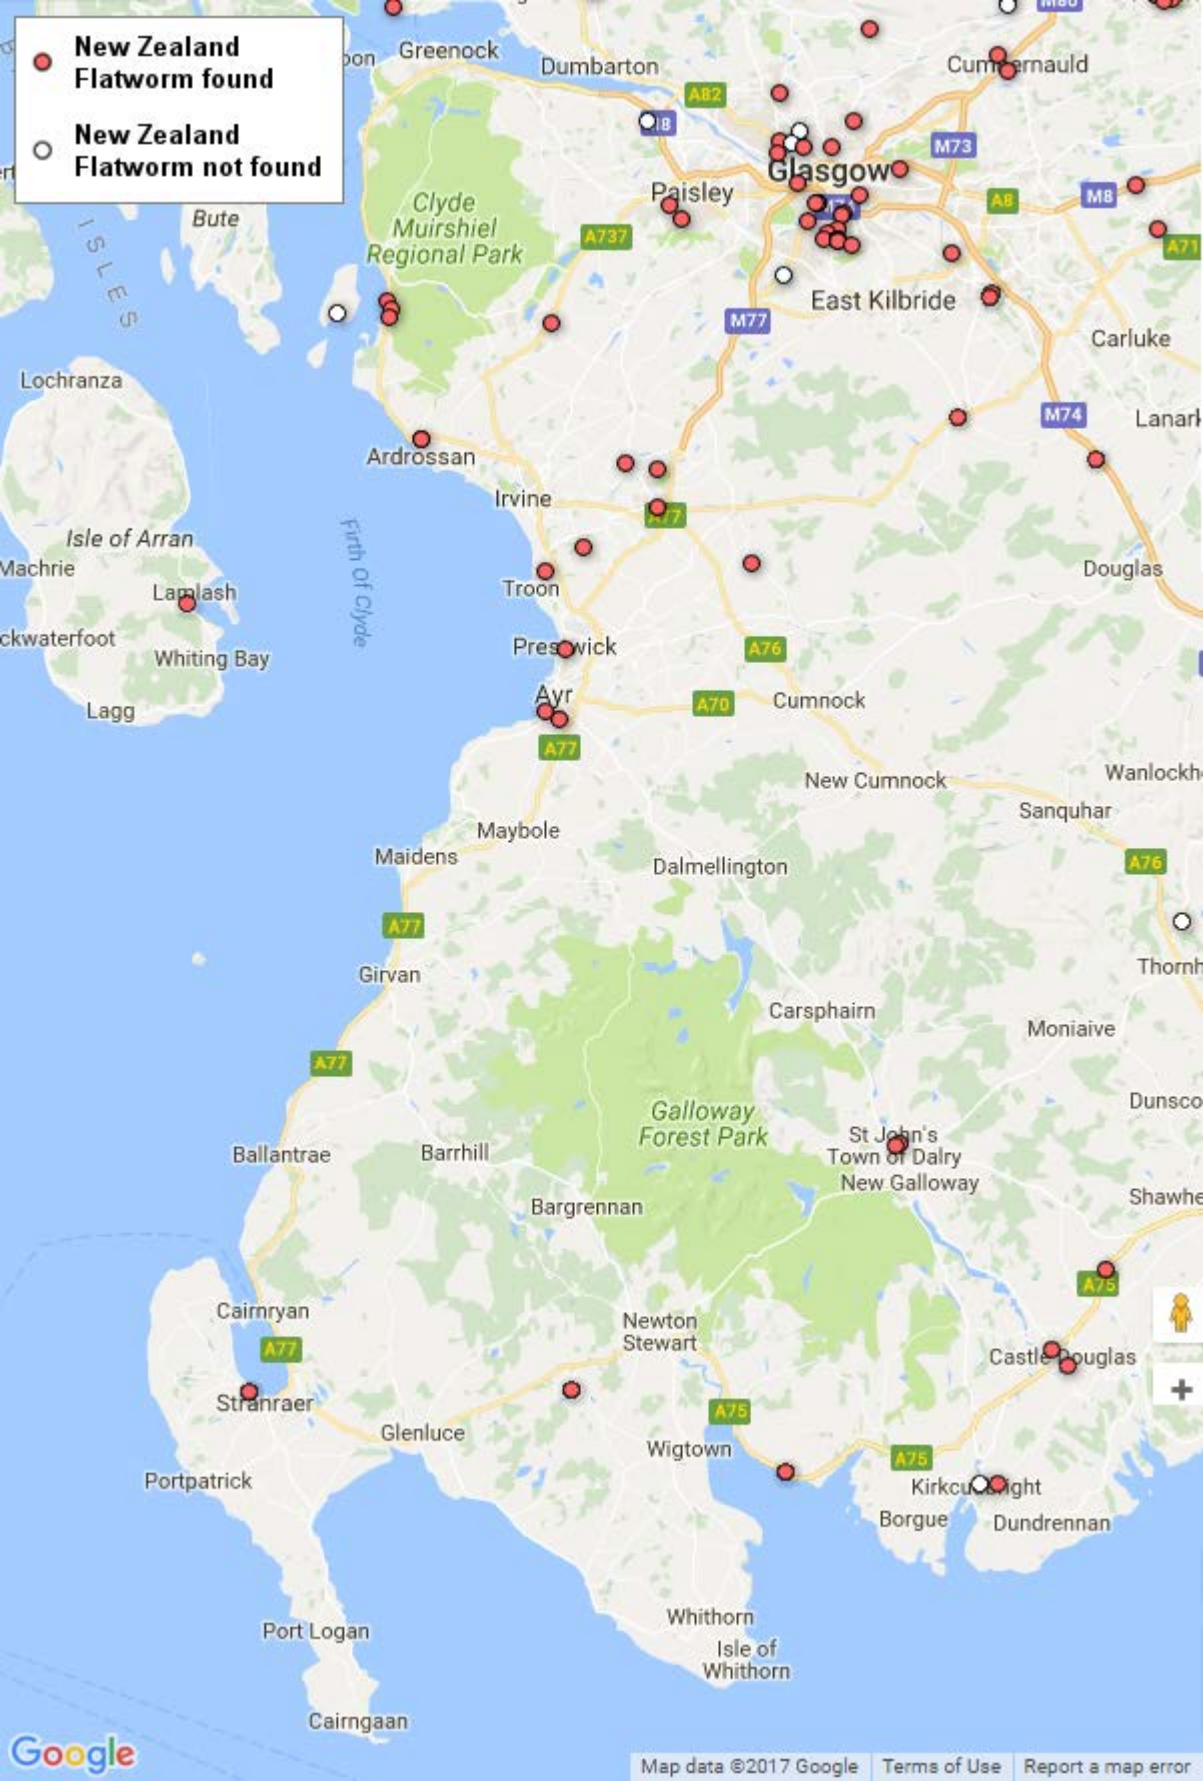 New Zealand
Flatworm found
New Zealand
Flatworm not found
Greenock
Dumbarton
A82
M73
Glasgow
Paisley
A8
M8
A71
Bute
ISLES
Clyde
Muirshiel
Regional Park
A737
East Kilbride
M77
Carluke
Lochranza
M74
Ardrossan
Irvine
A77
Isle of Arran
Machrie
Firth Of Clyde
Douglas
Troon
Lamlash
Whiting Bay
Prestwick
A76
Lagg
Ayr
A70
Cumnock
A77
New Cumnock
Sanquhar
Maybole
Maidens
Dalmellington
A76
A77
Girvan
Carsphairn
Moniaive
A77
Galloway
Forest Park
St John's
Town of Dalry
New Galloway
Ballantrae
Barrhill
Bargrennan
A75
Cairnryan
Newton
Stewart
A77
Castle Douglas
Stranraer
A75
Glenluce
Wigtown
A75
Portpatrick
Kirkcudbright
Borgue
Dundrennan
Whithorn
Port Logan
Isle of
Whithorn
Cairngaan
Google
Map data ©2017 Google
Terms of Use
Report a map error